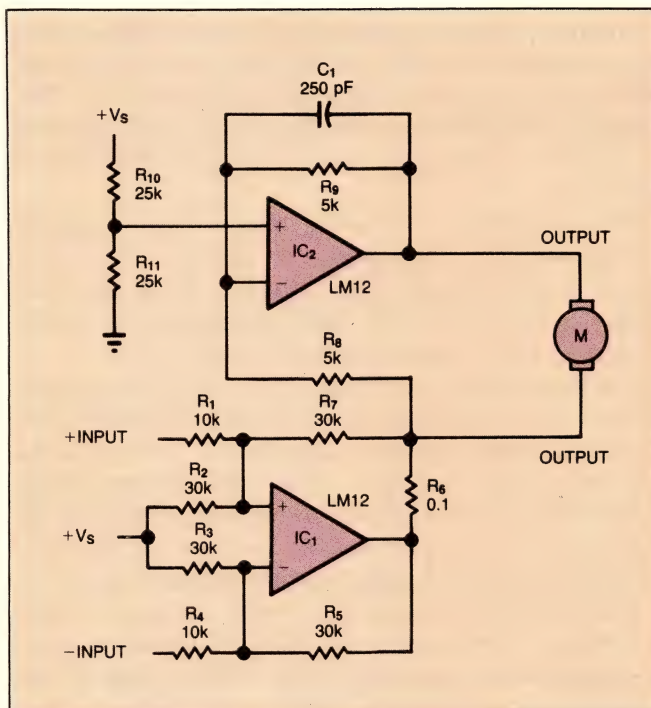 C₁
250 pF
+Vₛ
R₁₀
25k
R₉
5k
+
IC₂
−
LM12
OUTPUT
R₁₁
25k
M
R₈
5k
R₁
10k
R₇
30k
+INPUT
OUTPUT
R₂
30k
LM12
R₆
0.1
+
IC₁
−
+Vₛ
R₃
30k
R₄
10k
R₅
30k
−INPUT